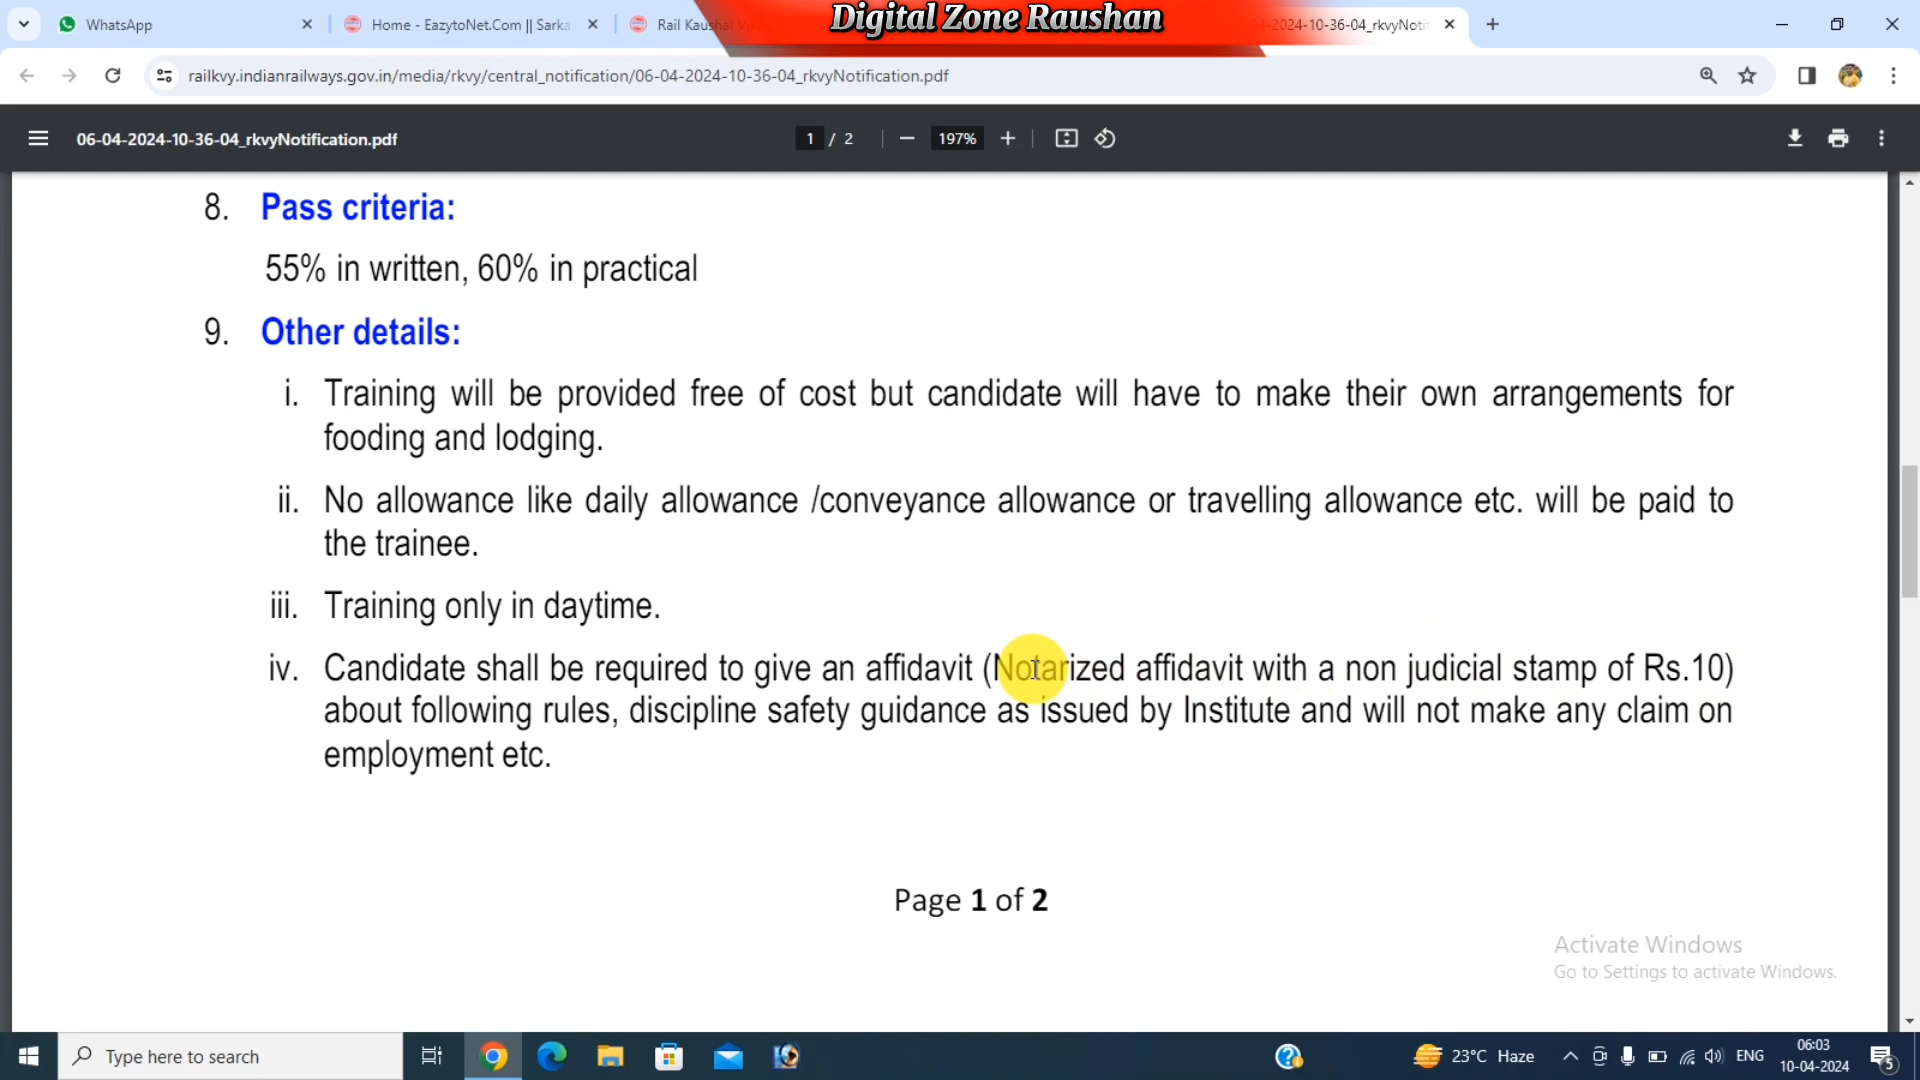 WhatsApp
Home - EazytoNet.Com || Sarka
Rail Kaushal
Digital Zone Raushan
4-2024-10-36-04_rkvyNotif
railkvy.indianrailways.gov.in/media/rkvy/central_notification/06-04-2024-10-36-04_rkvyNotification.pdf
06-04-2024-10-36-04_rkvyNotification.pdf
1 / 2
197%
8. Pass criteria:
55% in written, 60% in practical
9. Other details:
i. Training will be provided free of cost but candidate will have to make their own arrangements for
fooding and lodging.
ii. No allowance like daily allowance /conveyance allowance or travelling allowance etc. will be paid to
the trainee.
iii. Training only in daytime.
iv. Candidate shall be required to give an affidavit (Notarized affidavit with a non judicial stamp of Rs.10)
about following rules, discipline safety guidance as issued by Institute and will not make any claim on
employment etc.
Page 1 of 2
Activate Windows
Go to Settings to activate Windows.
Type here to search
23°C Haze
ENG
06:03
10-04-2024
5